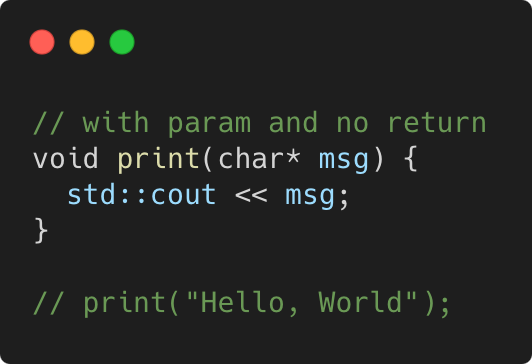 // with param and no return
void print(char* msg) {
  std::cout << msg;
}

// print("Hello, World");